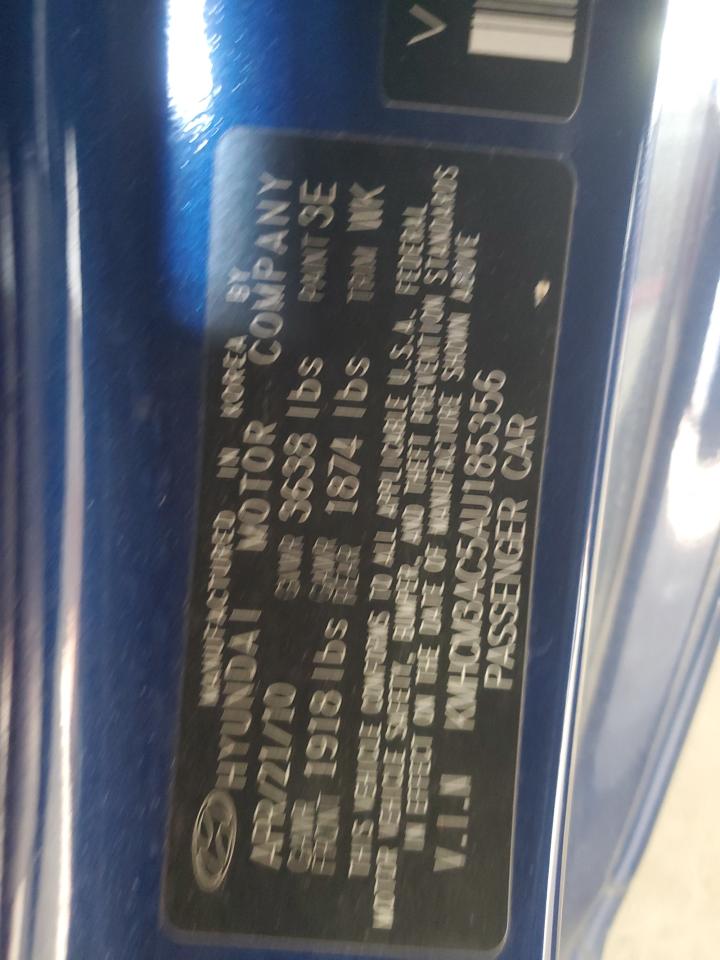 MANUFACTURED IN KOREA BY
HYUNDAI MOTOR COMPANY
APR/21/10 GVWR 3638 lbs PAINT 3E
GAWR FRONT 1918 lbs GAWR REAR 1874 lbs TRIM WK
THIS VEHICLE CONFORMS TO ALL APPLICABLE U.S.A. FEDERAL
MOTOR VEHICLE SAFETY, BUMPER, AND THEFT PREVENTION STANDARDS
IN EFFECT ON THE DATE OF MANUFACTURE SHOWN ABOVE
V.I.N KMHCM3AC5AU185356
PASSENGER CAR
V